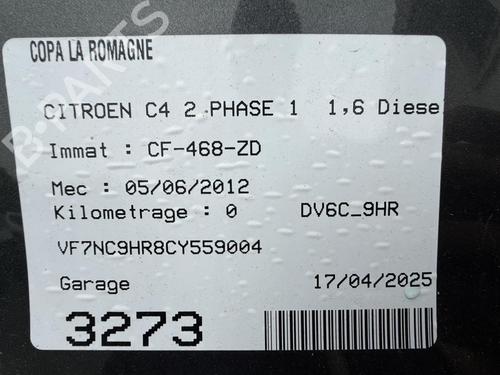 COPA LA ROMAGNE
CITROEN C4 2 PHASE 1 1,6 Diese
Immat : CF-468-ZD
Mec : 05/06/2012
Kilometrage : 0 DV6C_9HR
VF7NC9HR8CY559004
Garage 17/04/2025
3273